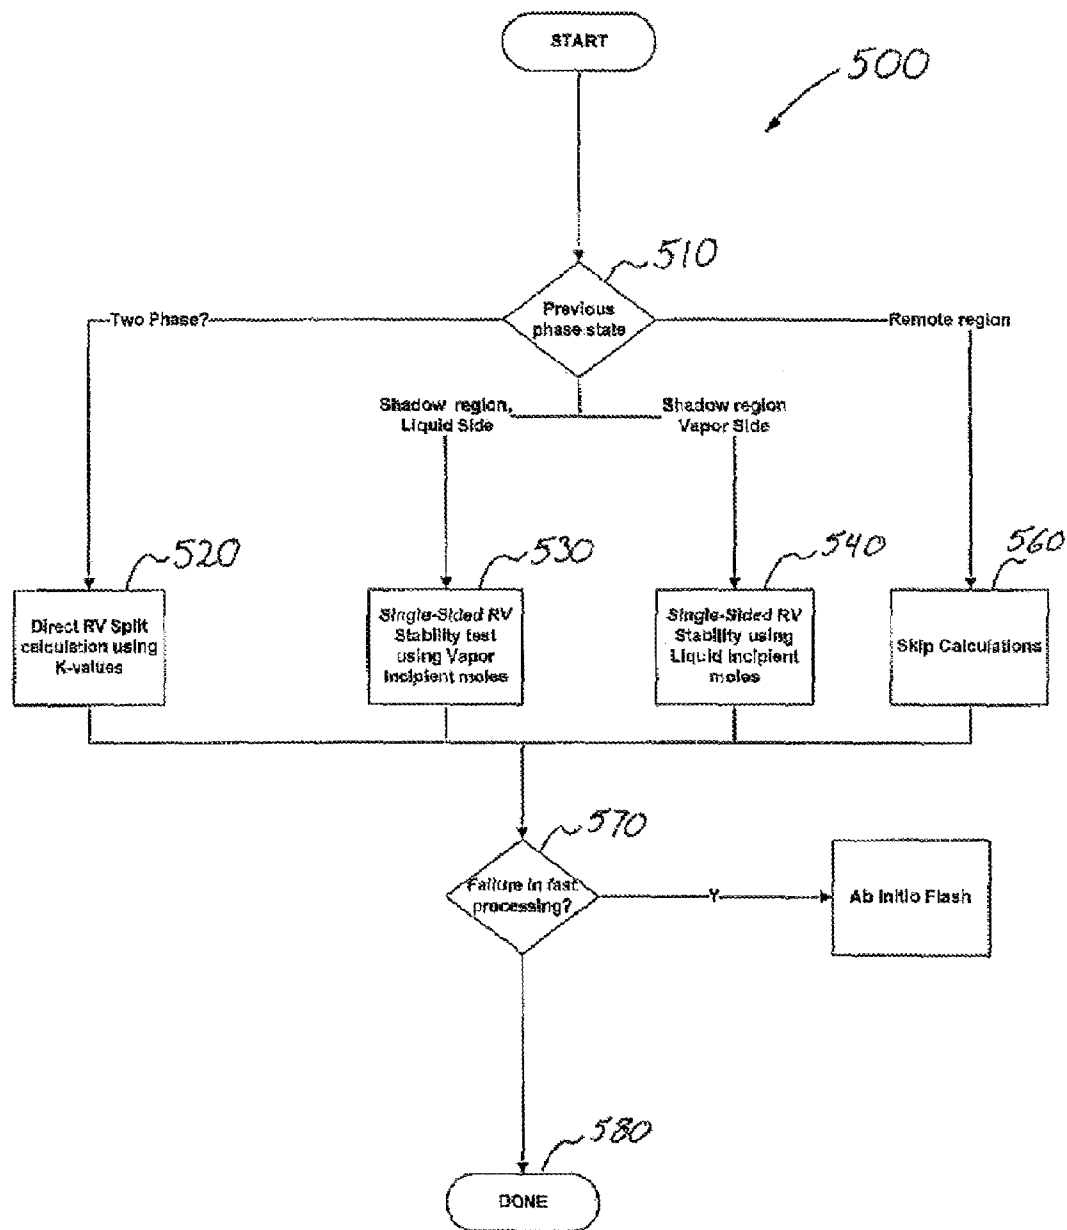 START
500
510
Previous
phase state
Two Phase?
Remote region
Shadow region,
Liquid Side
Shadow region
Vapor Side
520
530
540
560
Direct RV Split
calculation using
K-values
Single-Sided RV
Stability test
using Vapor
Incipient moles
Single-Sided RV
Stability using
Liquid Incipient
moles
Skip Calculations
570
Failure in fast
processing?
Y
Ab Initio Flash
580
DONE